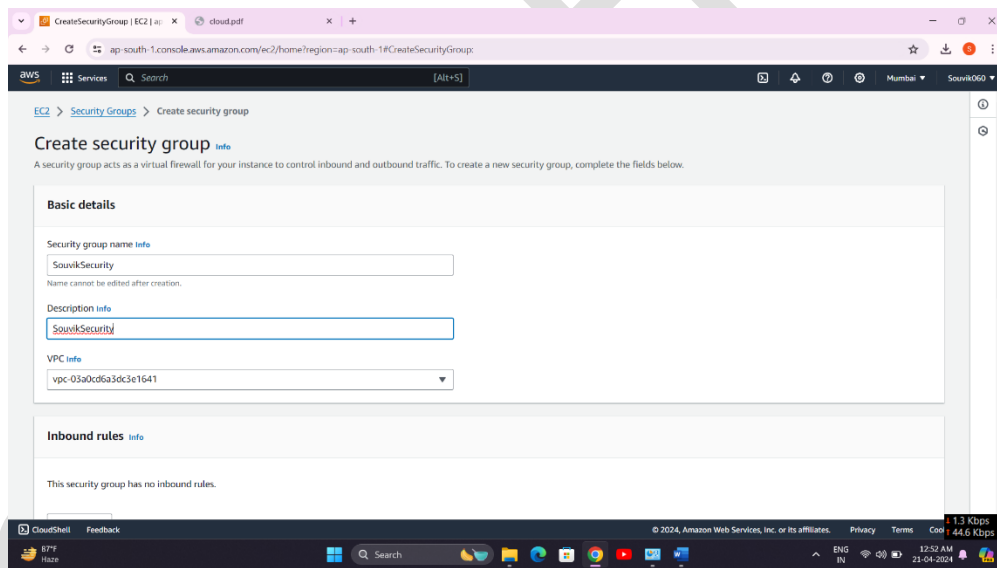 CreateSecurityGroup | EC2 | ap
cloud.pdf
ap-south-1.console.aws.amazon.com/ec2/home?region=ap-south-1#CreateSecurityGroup:
aws Services Search [Alt+S] Mumbai Souvik060
EC2 > Security Groups > Create security group
Create security group Info
A security group acts as a virtual firewall for your instance to control inbound and outbound traffic. To create a new security group, complete the fields below.
Basic details
Security group name Info
SouvikSecurity
Name cannot be edited after creation.
Description Info
SouvikSecurity
VPC Info
vpc-03a0cd6a3dc3e1641
Inbound rules Info
This security group has no inbound rules.
CloudShell Feedback © 2024, Amazon Web Services, Inc. or its affiliates. Privacy Terms Coo
1.3 Kbps
44.6 Kbps
87°F
Haze
Search
ENG
IN
12:52 AM
21-04-2024